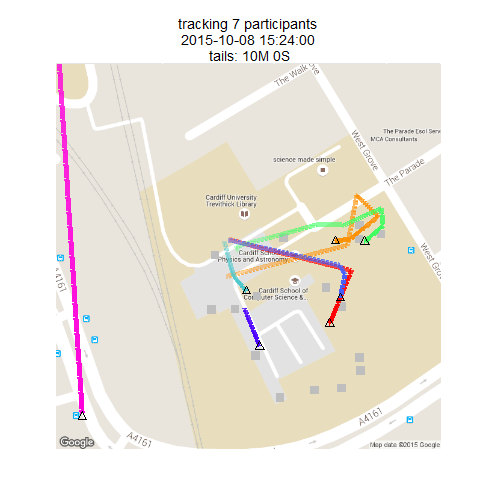 tracking 7 participants
2015-10-08 15:24:00
tails: 10M 0S
The Walk
West Grove
The Parade Esol Serv
MCA Consultants
science made simple
The Parade
Cardiff University
Trevithick Library
West Grove
Cardiff School
Physics and Astronomy
A4161
Cardiff School of
Computer Science &...
A4161
A4161
Google
Map data ©2015 Google